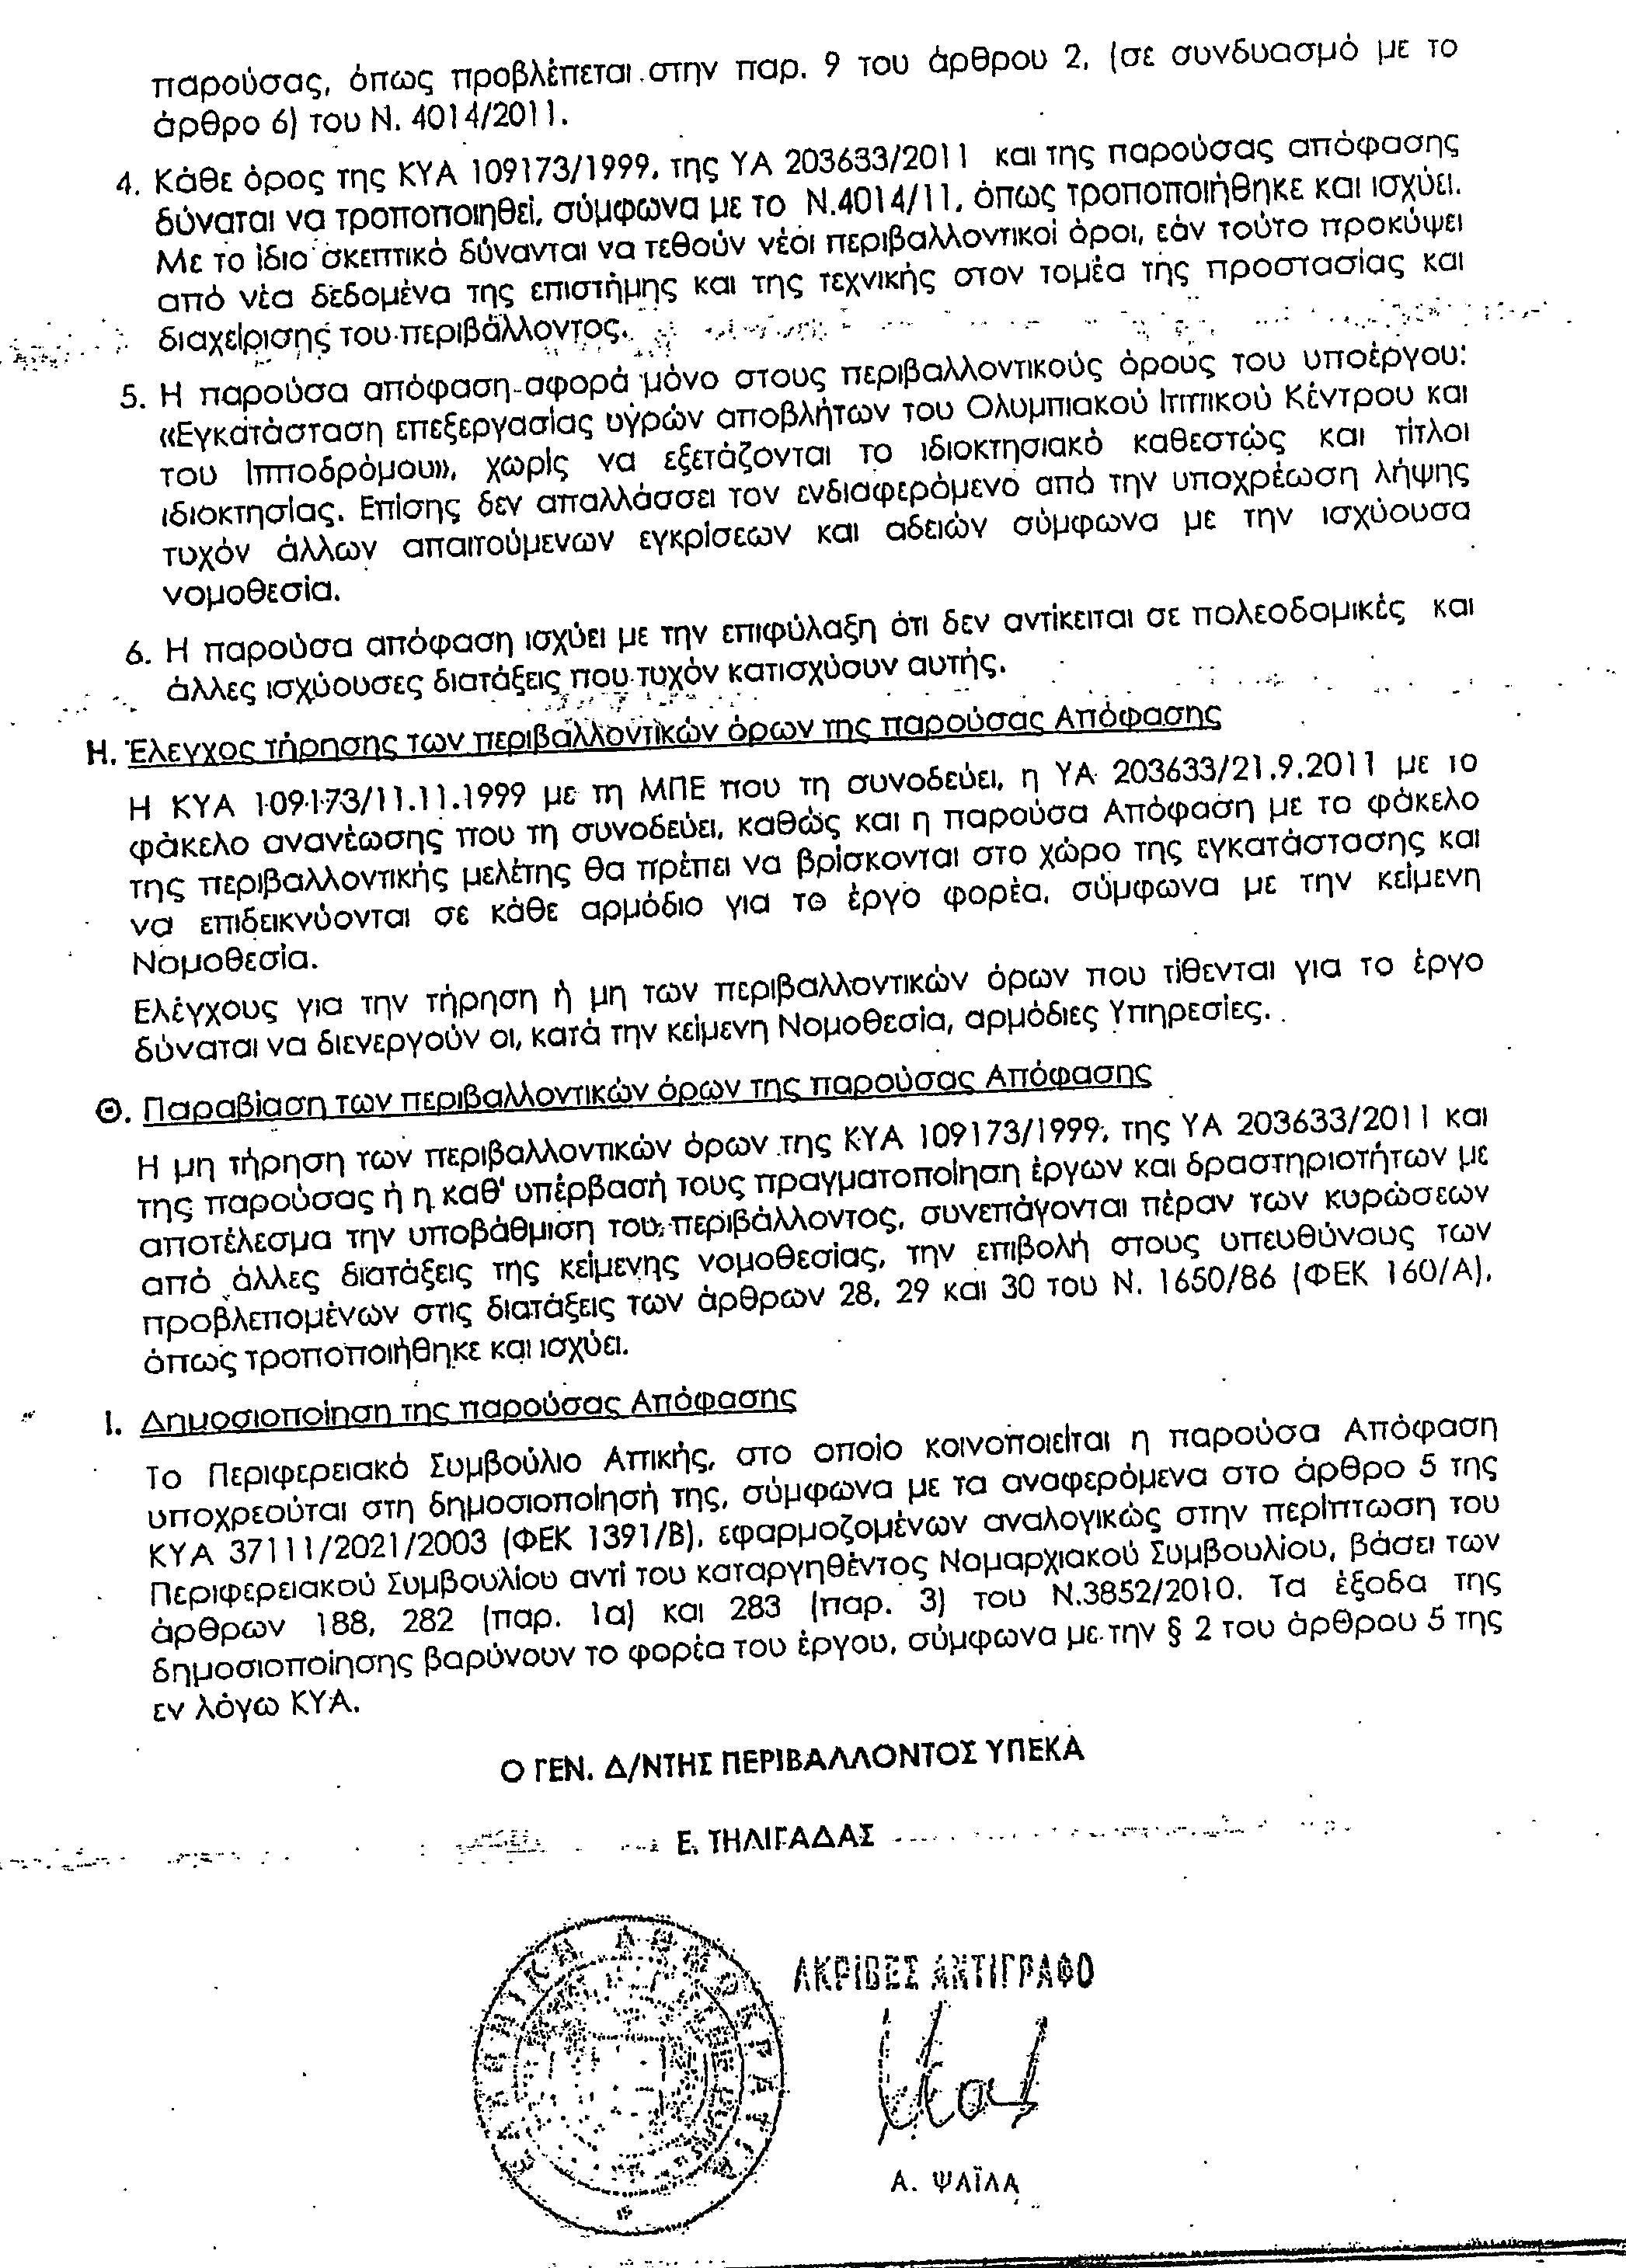 παρούσας, όπως προβλέπεται στην παρ. 9 του άρθρου 2, (σε συνδυασμό με το
άρθρο 6) του Ν. 4014/2011.
4. Κάθε όρος της ΚΥΑ 109173/1999, της ΥΑ 203633/2011 και της παρούσας απόφασης
δύναται να τροποποιηθεί, σύμφωνα με το Ν.4014/11, όπως τροποποιήθηκε και ισχύει.
Με το ίδιο σκεπτικό δύνανται να τεθούν νέοι περιβαλλοντικοί όροι, εάν τούτο προκύψει
από νέα δεδομένα της επιστήμης και της τεχνικής στον τομέα της προστασίας και
διαχείρισης του περιβάλλοντος.
5. Η παρούσα απόφαση αφορά μόνο στους περιβαλλοντικούς όρους του υποέργου:
«Εγκατάσταση επεξεργασίας υγρών αποβλήτων του Ολυμπιακού Ιππικού Κέντρου και
του Ιπποδρόμου», χωρίς να εξετάζονται το ιδιοκτησιακό καθεστώς και τίτλοι
ιδιοκτησίας. Επίσης δεν απαλλάσσει τον ενδιαφερόμενο από την υποχρέωση λήψης
τυχόν άλλων απαιτούμενων εγκρίσεων και αδειών σύμφωνα με την ισχύουσα
νομοθεσία.
6. Η παρούσα απόφαση ισχύει με την επιφύλαξη ότι δεν αντίκειται σε πολεοδομικές και
άλλες ισχύουσες διατάξεις που τυχόν κατισχύουν αυτής.
Η. Έλεγχος τήρησης των περιβαλλοντικών όρων της παρούσας Απόφασης
Η ΚΥΑ 109173/11.11.1999 με τη ΜΠΕ που τη συνοδεύει, η ΥΑ 203633/21.9.2011 με το
φάκελο ανανέωσης που τη συνοδεύει, καθώς και η παρούσα Απόφαση με το φάκελο
της περιβαλλοντικής μελέτης θα πρέπει να βρίσκονται στο χώρο της εγκατάστασης και
να επιδεικνύονται σε κάθε αρμόδιο για το έργο φορέα, σύμφωνα με την κείμενη
Νομοθεσία.
Ελέγχους για την τήρηση ή μη των περιβαλλοντικών όρων που τίθενται για το έργο
δύναται να διενεργούν οι, κατά την κείμενη Νομοθεσία, αρμόδιες Υπηρεσίες.
Θ. Παραβίαση των περιβαλλοντικών όρων της παρούσας Απόφασης
Η μη τήρηση των περιβαλλοντικών όρων της ΚΥΑ 109173/1999, της ΥΑ 203633/2011 και
της παρούσας ή η καθ' υπέρβασή τους πραγματοποίηση έργων και δραστηριοτήτων με
αποτέλεσμα την υποβάθμιση του περιβάλλοντος, συνεπάγονται πέραν των κυρώσεων
από άλλες διατάξεις της κείμενης νομοθεσίας, την επιβολή στους υπευθύνους των
προβλεπομένων στις διατάξεις των άρθρων 28, 29 και 30 του Ν. 1650/86 (ΦΕΚ 160/Α),
όπως τροποποιήθηκε και ισχύει.
Ι. Δημοσιοποίηση της παρούσας Απόφασης
Το Περιφερειακό Συμβούλιο Αττικής, στο οποίο κοινοποιείται η παρούσα Απόφαση
υποχρεούται στη δημοσιοποίησή της, σύμφωνα με τα αναφερόμενα στο άρθρο 5 της
ΚΥΑ 37111/2021/2003 (ΦΕΚ 1391/Β), εφαρμοζομένων αναλογικώς στην περίπτωση του
Περιφερειακού Συμβουλίου αντί του καταργηθέντος Νομαρχιακού Συμβουλίου, βάσει των
άρθρων 188, 282 (παρ. 1α) και 283 (παρ. 3) του Ν.3852/2010. Τα έξοδα της
δημοσιοποίησης βαρύνουν το φορέα του έργου, σύμφωνα με την § 2 του άρθρου 5 της
εν λόγω ΚΥΑ.
Ο ΓΕΝ. Δ/ΝΤΗΣ ΠΕΡΙΒΑΛΛΟΝΤΟΣ ΥΠΕΚΑ
Ε. ΤΗΛΙΓΑΔΑΣ
ΕΛΛΗΝΙΚΗ ΔΗΜΟΚΡΑΤΙΑ
ΑΚΡΙΒΕΣ ΑΝΤΙΓΡΑΦΟ
Α. ΨΑΪΛΑ